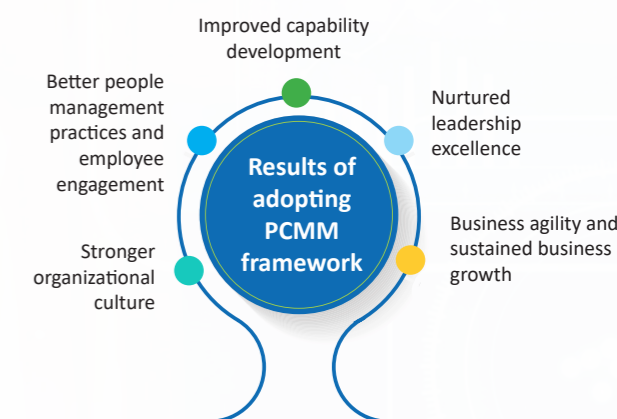 Improved capability
development
Better people
management
practices and
employee
engagement
Nurtured
leadership
excellence
Results of
adopting
PCMM
framework
Stronger
organizational
culture
Business agility and
sustained business
growth